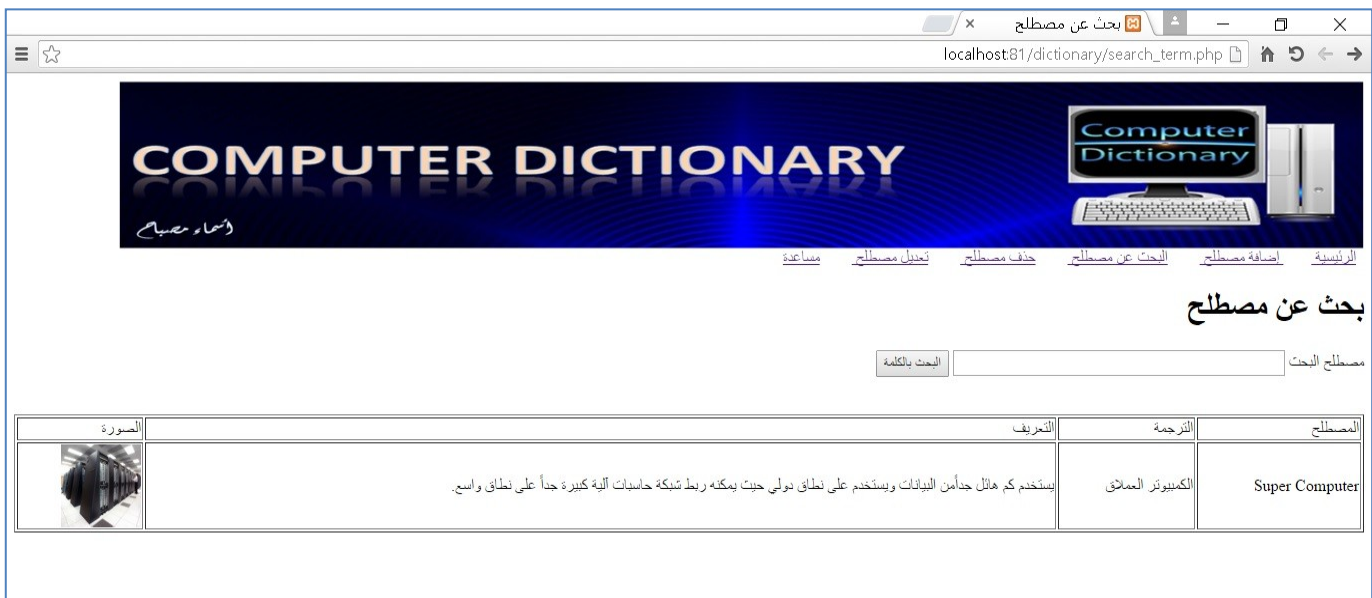 بحث عن مصطلح
localhost:81/dictionary/search_term.php
COMPUTER DICTIONARY
Computer
Dictionary
أسماء مصباح
الرئيسية إضافة مصطلح البحث عن مصطلح حذف مصطلح تعديل مصطلح مساعدة
بحث عن مصطلح
مصطلح البحث البحث بالكلمة
المصطلح الترجمة التعريف الصورة
Super Computer الكمبيوتر العملاق يستخدم كم هائل جدأمن البيانات ويستخدم على نطاق دولي حيث يمكنه ربط شبكة حاسبات آلية كبيرة جداً على نطاق واسع.